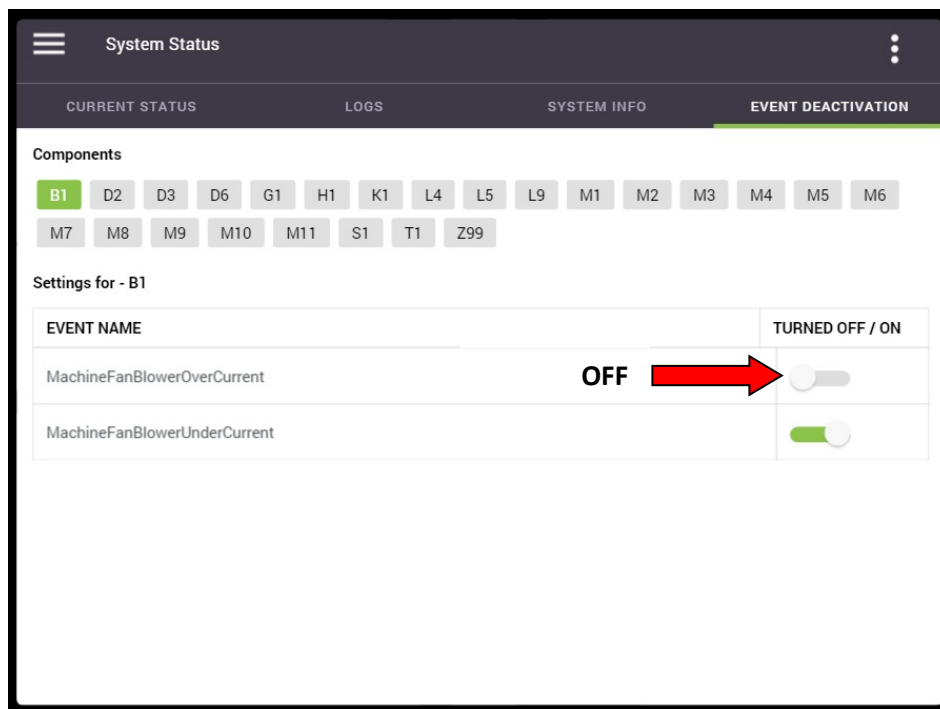 System Status
CURRENT STATUS LOGS SYSTEM INFO EVENT DEACTIVATION
Components
B1 D2 D3 D6 G1 H1 K1 L4 L5 L9 M1 M2 M3 M4 M5 M6
M7 M8 M9 M10 M11 S1 T1 Z99
Settings for - B1
EVENT NAME TURNED OFF / ON
MachineFanBlowerOverCurrent OFF
MachineFanBlowerUnderCurrent